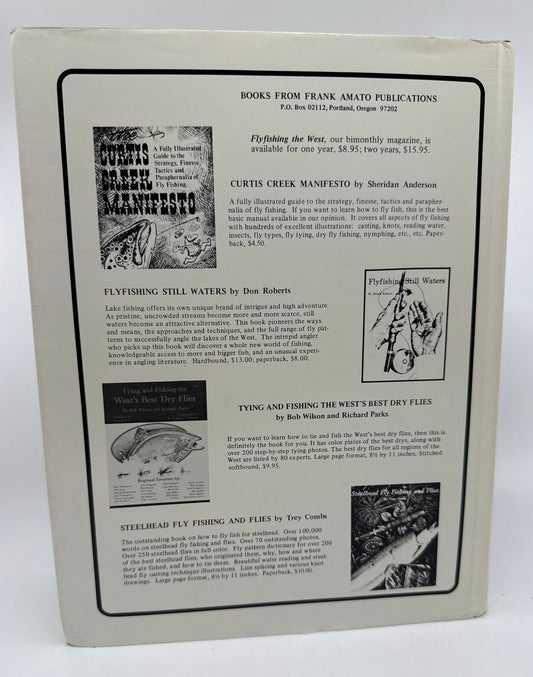 BOOKS FROM FRANK AMATO PUBLICATIONS
P.O. Box 02112, Portland, Oregon 97202
The
CURTIS
CREEK
MANIFESTO
A Fully Illustrated
Guide to the
Strategy, Finesse,
Tactics and
Paraphernalia of
Fly Fishing.
Flyfishing the West, our bimonthly magazine, is
available for one year, $8.95; two years, $15.95.
CURTIS CREEK MANIFESTO by Sheridan Anderson
A fully illustrated guide to the strategy, finesse, tactics and parapher-
nalia of fly fishing. If you want to learn how to fly fish, this is the best
basic manual available in our opinion. It covers all aspects of fly fishing
with hundreds of excellent illustrations: casting, knots, reading water,
insects, fly types, fly tying, dry fly fishing, nymphing, etc., etc. Paper-
back, $4.50.
FLYFISHING STILL WATERS by Don Roberts
Lake fishing offers its own unique brand of intrigue and high adventure.
As pristine, uncrowded streams become more and more scarce, still
waters become an attractive alternative. This book pioneers the ways
and means, the approaches and techniques, and the full range of fly pat-
terns to successfully angle the lakes of the West. The intrepid angler
who picks up this book will discover a whole new world of fishing,
knowledgeable access to more and bigger fish, and an unusual experi-
ence in angling literature. Hardbound, $13.00; paperback, $8.00.
Flyfishing Still Waters
Tying and Fishing the
West's Best Dry Flies
By Bob Wilson and Richard Parks
Regional Favorites by:
TYING AND FISHING THE WEST'S BEST DRY FLIES
by Bob Wilson and Richard Parks
If you want to learn how to tie and fish the West's best dry flies, then this is
definitely the book for you. It has color plates of the best drys, along with
over 200 step-by-step tying photos. The best dry flies for all regions of the
West are listed by 80 experts. Large page format, 8½ by 11 inches. Stitched
softbound, $9.95.
STEELHEAD FLY FISHING AND FLIES by Trey Combs
The outstanding book on how to fly fish for steelhead. Over 100,000
words on steelhead fly fishing and flies. Over 70 outstanding photos.
Over 250 steelhead flies in full color. Fly pattern dictionary for over 200
of the best steelhead flies, who originated them, why, how and where
they are fished, and how to tie them. Beautiful water reading and steel-
head fly casting technique illustrations. Line splicing and various knot
drawings. Large page format, 8½ by 11 inches. Paperback, $10.00.
Steelhead Fly Fishing and Flies